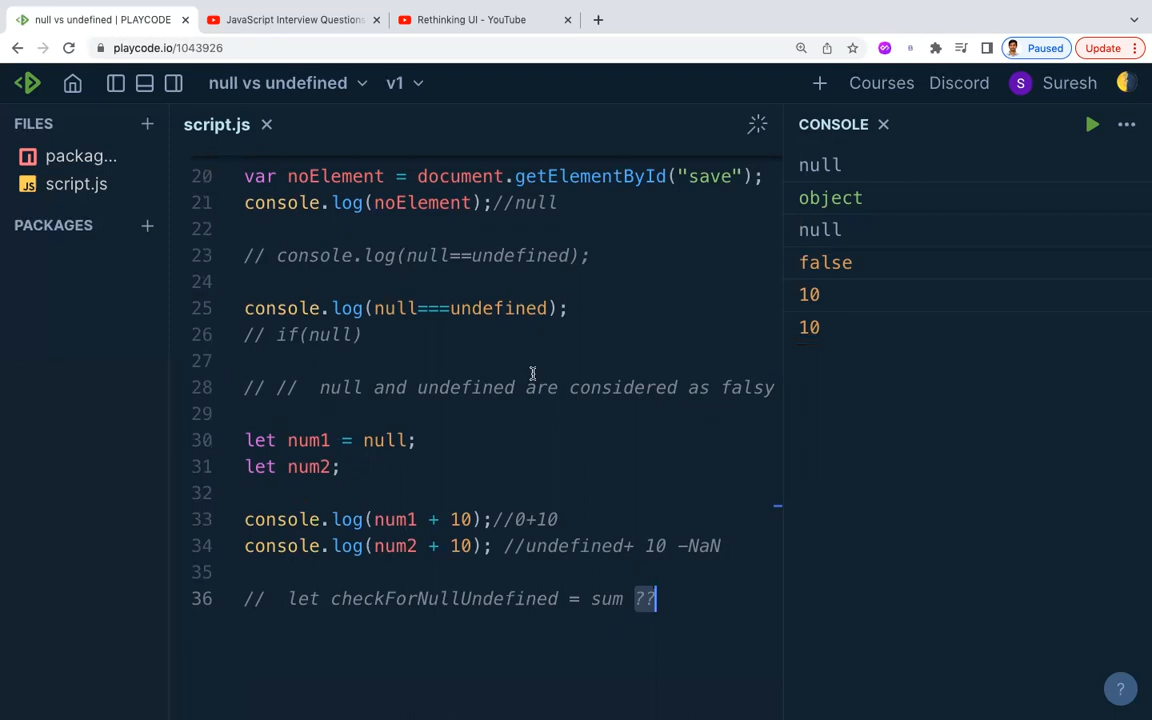 null vs undefined | PLAYCODE
JavaScript Interview Questions
Rethinking UI - YouTube
playcode.io/1043926
Paused
Update
null vs undefined
v1
Courses
Discord
S
Suresh
FILES
packag...
JS script.js
PACKAGES
script.js
20 var noElement = document.getElementById("save");
21 console.log(noElement);//null
22
23 // console.log(null==undefined);
24
25 console.log(null===undefined);
26 // if(null)
27
28 // // null and undefined are considered as falsy
29
30 let num1 = null;
31 let num2;
32
33 console.log(num1 + 10);//0+10
34 console.log(num2 + 10); //undefined+ 10 -NaN
35
36 // let checkForNullUndefined = sum ??
CONSOLE
null
object
null
false
10
10
?